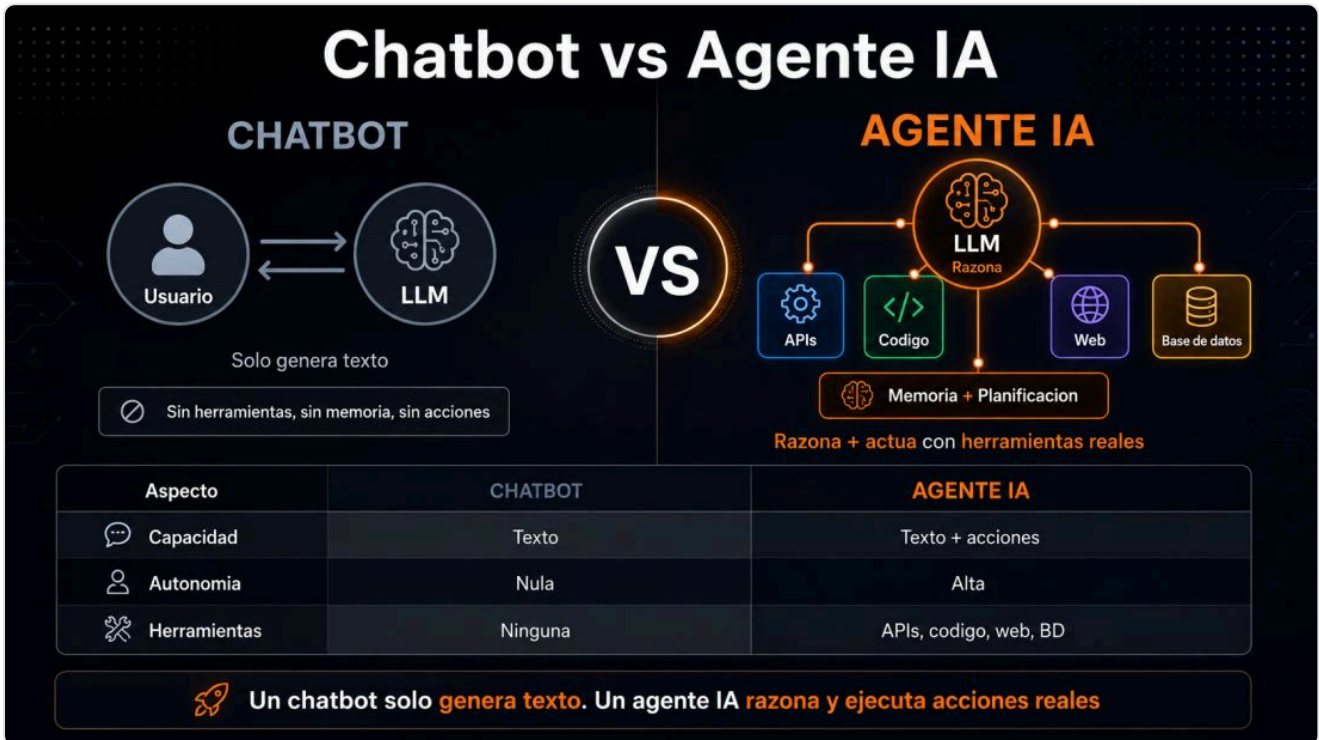 Chatbot vs Agente IA
CHATBOT
Usuario
LLM
Solo genera texto
Sin herramientas, sin memoria, sin acciones
VS
AGENTE IA
LLM
Razona
APIs
Codigo
Web
Base de datos
Memoria + Planificacion
Razona + actua con herramientas reales
Aspecto CHATBOT AGENTE IA
Capacidad Texto Texto + acciones
Autonomia Nula Alta
Herramientas Ninguna APIs, codigo, web, BD
Un chatbot solo genera texto. Un agente IA razona y ejecuta acciones reales